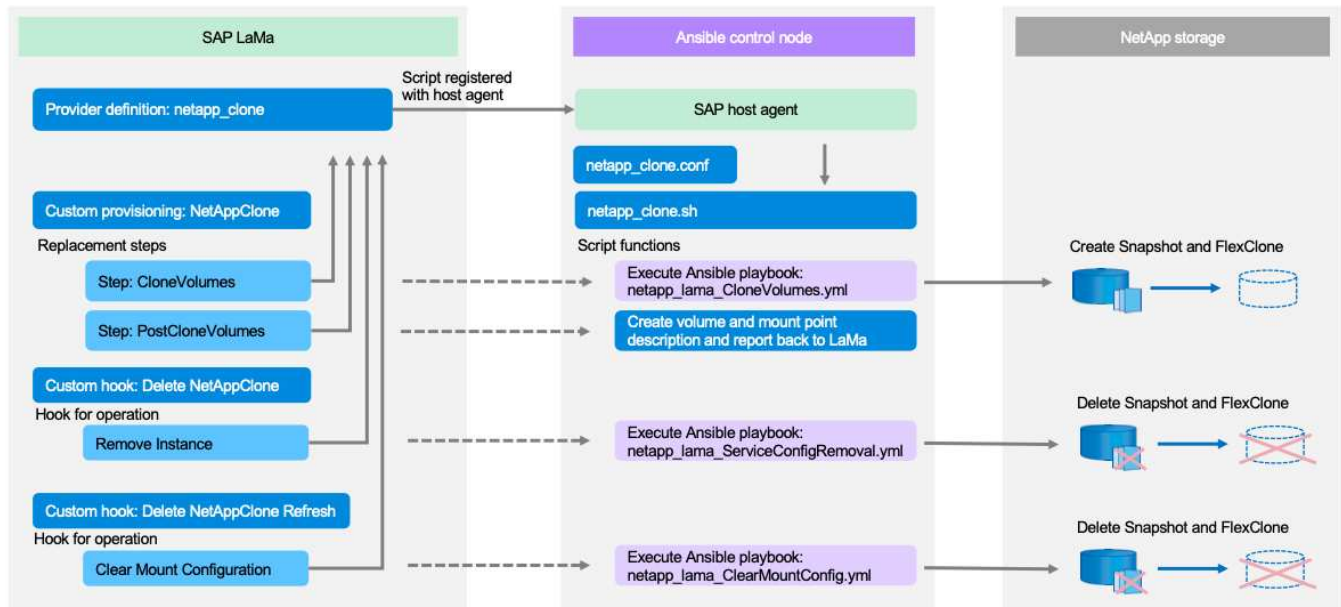 SAP LaMa
Ansible control node
NetApp storage
Script registered
with host agent
Provider definition: netapp_clone
SAP host agent
netapp_clone.conf
Custom provisioning: NetAppClone
netapp_clone.sh
Replacement steps
Script functions
Create Snapshot and FlexClone
Step: CloneVolumes
Execute Ansible playbook:
netapp_lama_CloneVolumes.yml
Step: PostCloneVolumes
Create volume and mount point
description and report back to LaMa
Custom hook: Delete NetAppClone
Hook for operation
Delete Snapshot and FlexClone
Remove Instance
Execute Ansible playbook:
netapp_lama_ServiceConfigRemoval.yml
Custom hook: Delete NetAppClone Refresh
Hook for operation
Delete Snapshot and FlexClone
Clear Mount Configuration
Execute Ansible playbook:
netapp_lama_ClearMountConfig.yml